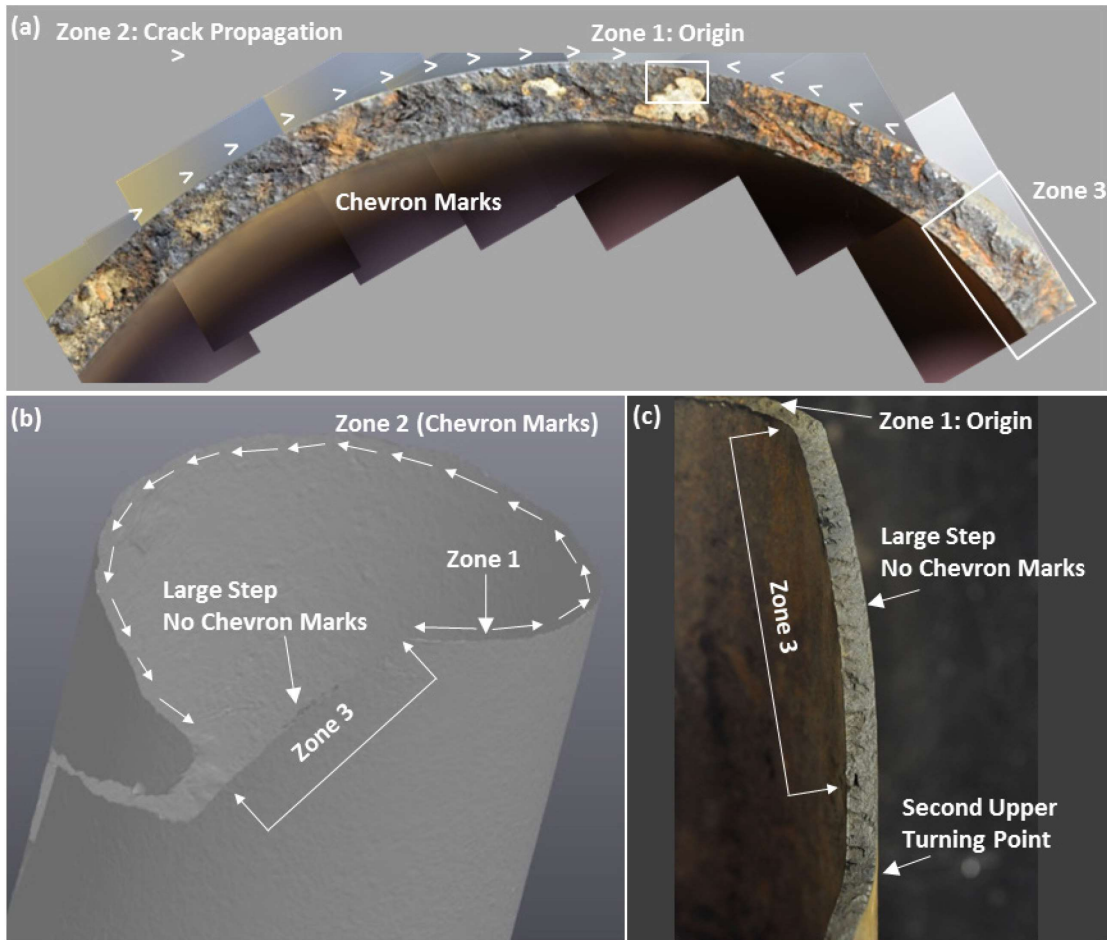 (a) Zone 2: Crack Propagation
Zone 1: Origin
Zone 3
Chevron Marks
(b)
Zone 2 (Chevron Marks)
Zone 1
Large Step
No Chevron Marks
Zone 3
(c)
Zone 1: Origin
Large Step
No Chevron Marks
Zone 3
Second Upper
Turning Point